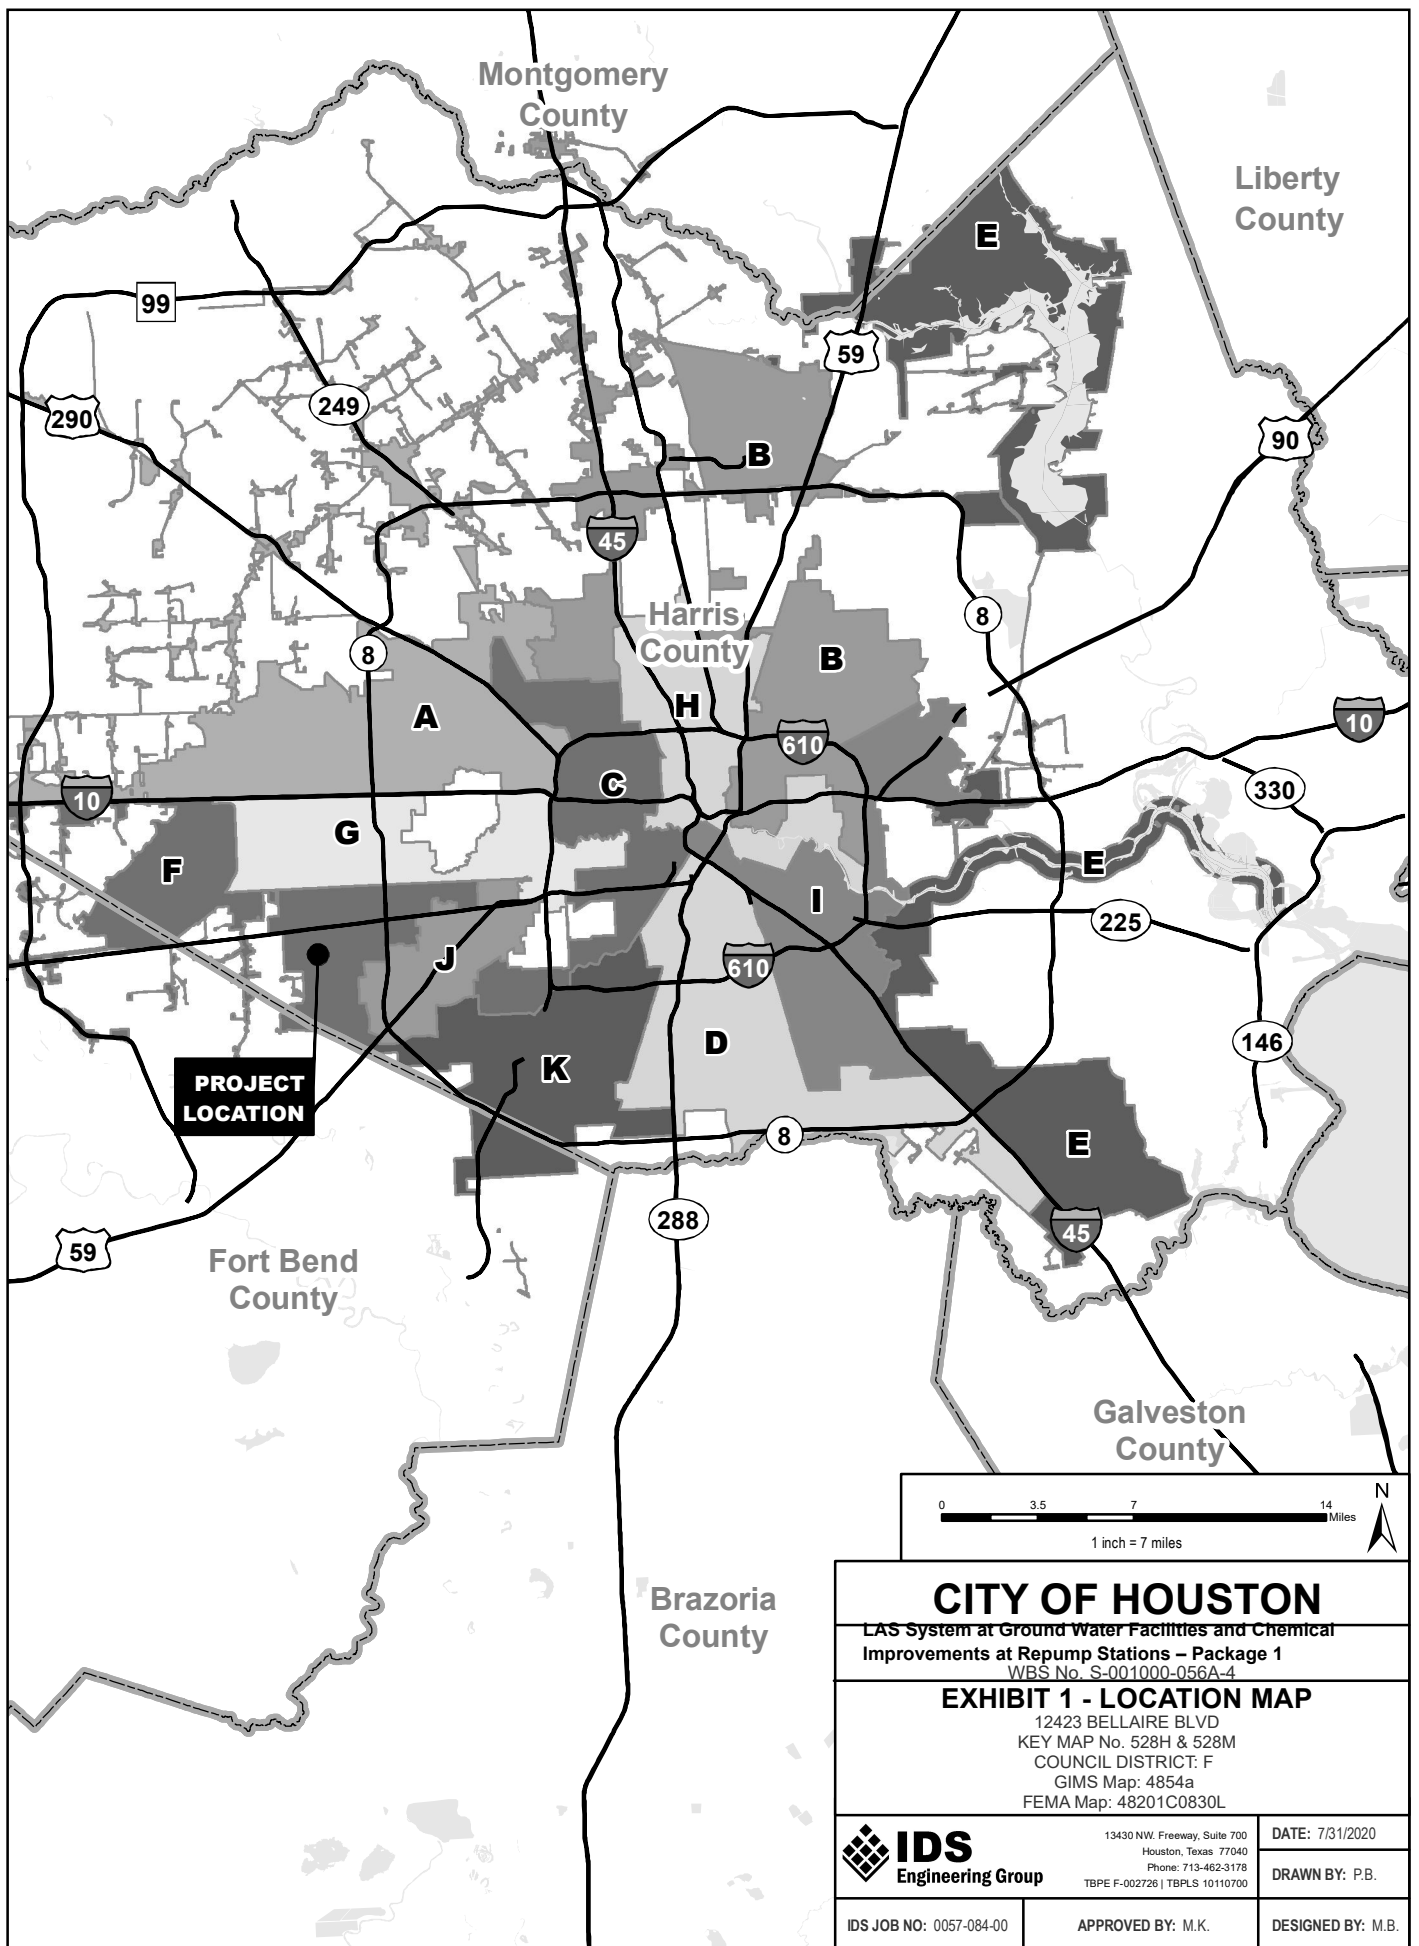 Montgomery
County
Liberty
County
E
99
59
290
249
B
90
45
8
Harris
County
8
B
A
H
610
10
C
10
330
G
F
E
I
225
J
610
D
146
K
PROJECT
LOCATION
8
E
288
45
59
Fort Bend
County
Galveston
County
N
0 3.5 7 14
Miles
1 inch = 7 miles
Brazoria
County
CITY OF HOUSTON
LAS System at Ground Water Facilities and Chemical
Improvements at Repump Stations – Package 1
WBS No. S-001000-056A-4
EXHIBIT 1 - LOCATION MAP
12423 BELLAIRE BLVD
KEY MAP No. 528H & 528M
COUNCIL DISTRICT: F
GIMS Map: 4854a
FEMA Map: 48201C0830L
IDS
Engineering Group
13430 NW. Freeway, Suite 700
Houston, Texas 77040
Phone: 713-462-3178
TBPE F-002726 | TBPLS 10110700
DATE: 7/31/2020
DRAWN BY: P.B.
IDS JOB NO: 0057-084-00
APPROVED BY: M.K.
DESIGNED BY: M.B.